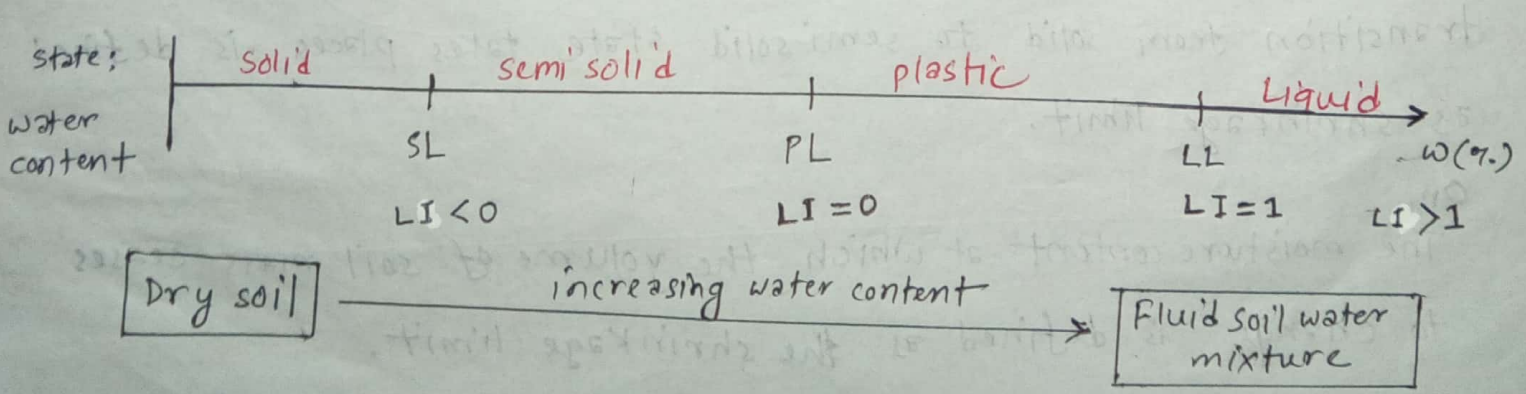 state: solid semi solid plastic Liquid
water content SL PL LL w(%)
LI <0 LI =0 LI=1 LI >1
Dry soil increasing water content Fluid soil water
mixture